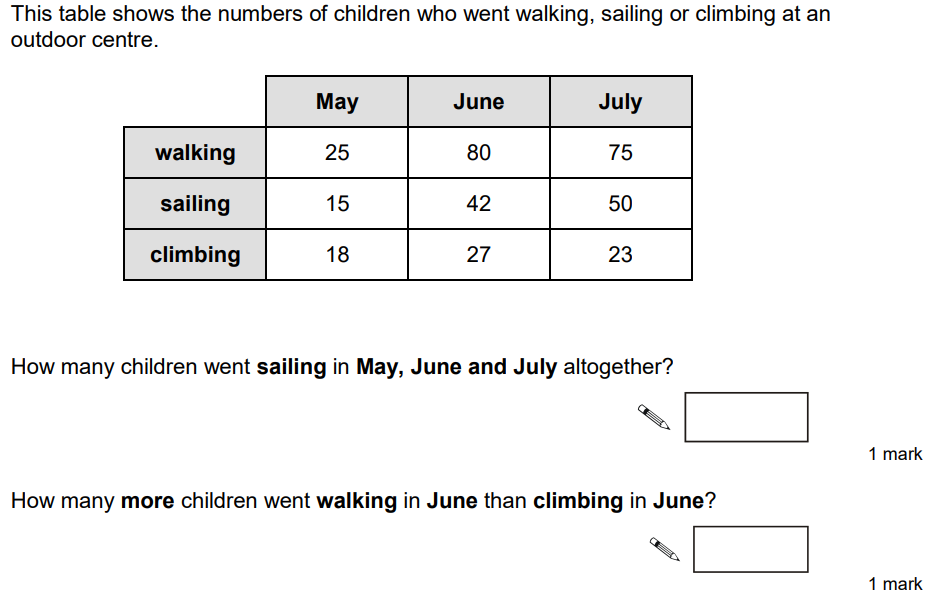 This table shows the numbers of children who went walking, sailing or climbing at an
outdoor centre.
May June July
walking 25 80 75
sailing 15 42 50
climbing 18 27 23
How many children went sailing in May, June and July altogether?
1 mark
How many more children went walking in June than climbing in June?
1 mark